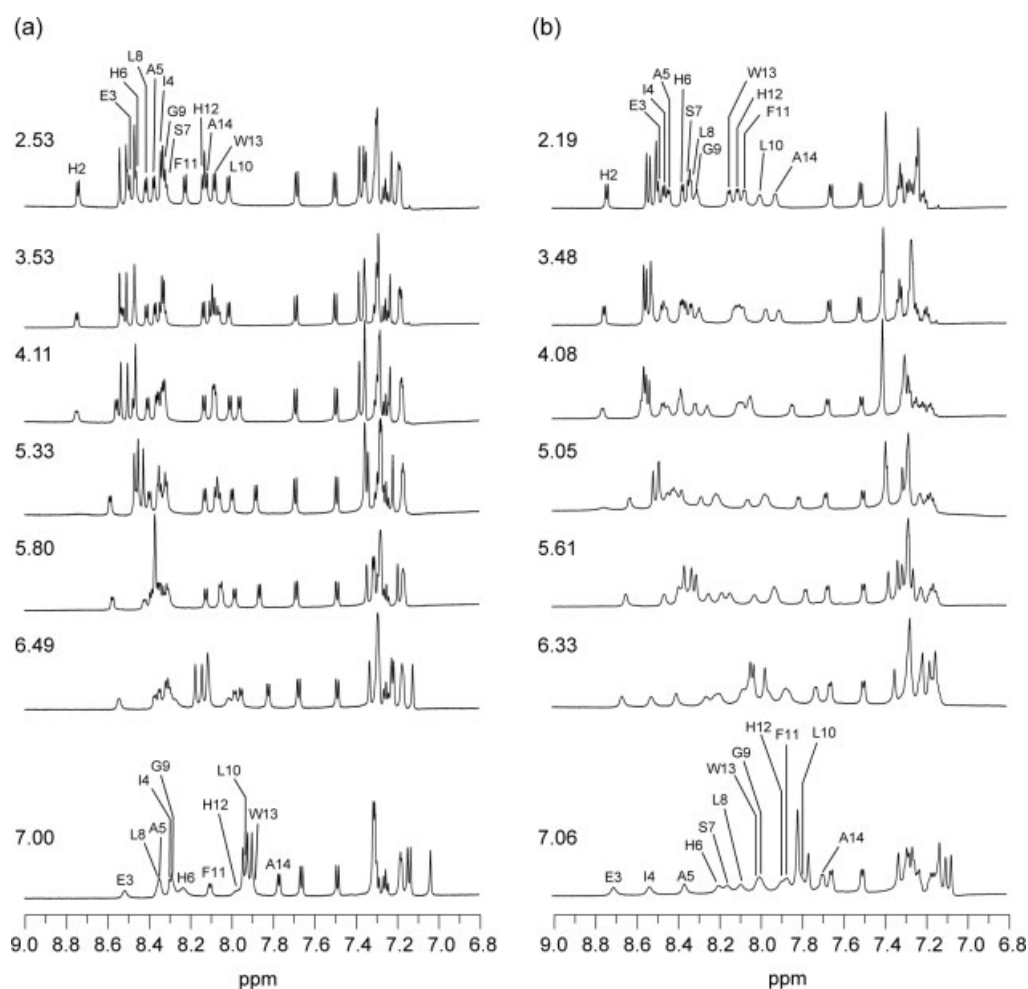 (a)
L8
H6
A5
E3
I4
G9
S7
H12
A14
W13
F11
L10
H2
2.53
3.53
4.11
5.33
5.80
6.49
7.00
G9
I4
L8
A5
E3
H6
F11
H12
L10
W13
A14
9.0 8.8 8.6 8.4 8.2 8.0 7.8 7.6 7.4 7.2 7.0 6.8
ppm
(b)
A5
H6
I4
E3
S7
L8
G9
W13
H12
F11
L10
A14
H2
2.19
3.48
4.08
5.05
5.61
6.33
7.06
H12
F11
L10
G9
W13
L8
S7
H6
E3
I4
A5
A14
9.0 8.8 8.6 8.4 8.2 8.0 7.8 7.6 7.4 7.2 7.0 6.8
ppm